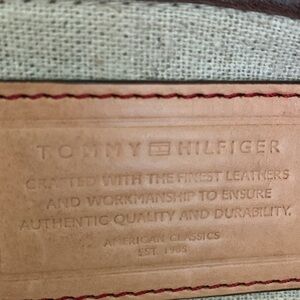 TOMMY HILFIGER
CRAFTED WITH THE FINEST LEATHERS
AND WORKMANSHIP TO ENSURE
AUTHENTIC QUALITY AND DURABILITY.
AMERICAN CLASSICS
EST. 1985